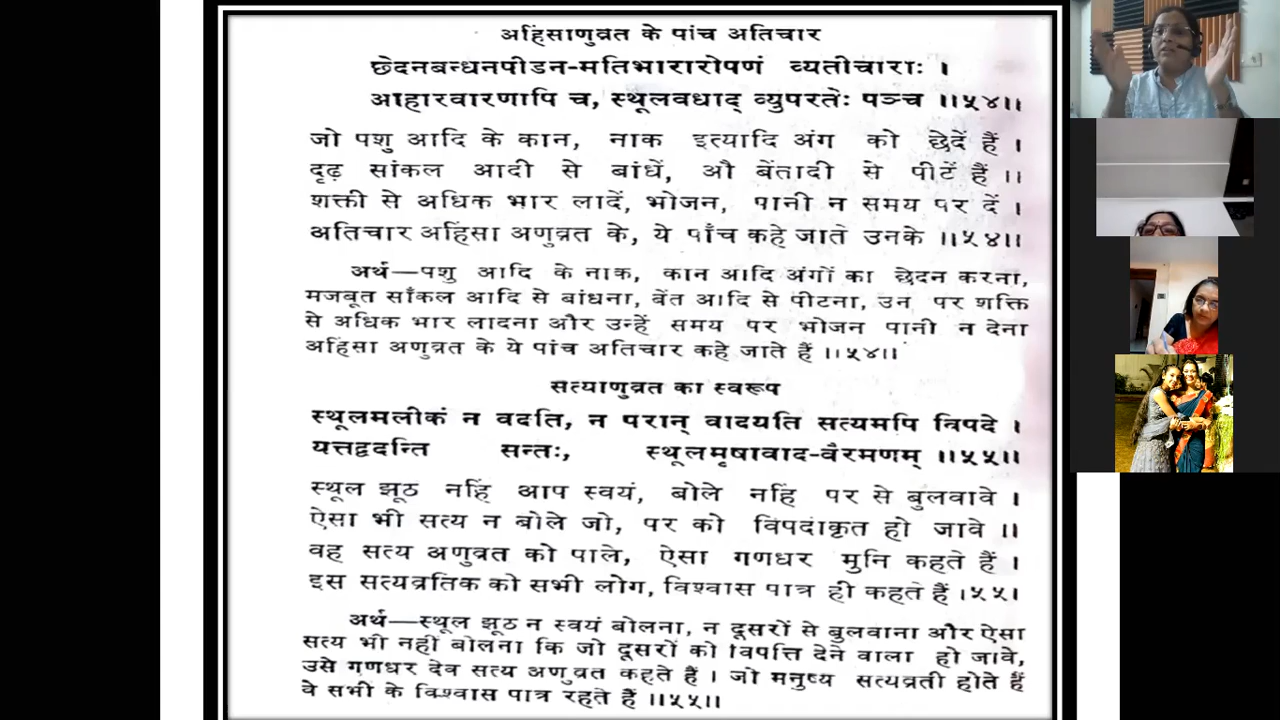 अहिंसाणुव्रत के पांच अतिचार
छेदनबन्धनपीडन-मतिभारारोपणं व्यतीचाराः ।
आहारवारणापि च, स्थूलवधाद् व्युपरतेः पञ्च ॥५४॥
जो पशु आदि के कान, नाक इत्यादि अंग को छेदें हैं ।
दृढ़ सांकल आदी से बांधें, औ बेंतादी से पीटें हैं ॥
शक्ती से अधिक भार लादें, भोजन, पानी न समय पर दें ।
अतिचार अहिंसा अणुव्रत के, ये पाँच कहे जाते उनके ॥५४॥
अर्थ—पशु आदि के नाक, कान आदि अंगों का छेदन करना,
मजबूत साँकल आदि से बांधना, बेंत आदि से पीटना, उन पर शक्ति
से अधिक भार लादना और उन्हें समय पर भोजन पानी न देना
अहिंसा अणुव्रत के ये पांच अतिचार कहे जाते हैं ॥५४॥
सत्याणुव्रत का स्वरूप
स्थूलमलीकं न वदति, न परान् वादयति सत्यमपि विपदे ।
यत्तद्वदन्ति सन्तः, स्थूलमृषावाद-वैरमणम् ॥५५॥
स्थूल झूठ नहिं आप स्वयं, बोले नहिं पर से बुलवावे ।
ऐसा भी सत्य न बोले जो, पर को विपदाकृत हो जावे ॥
वह सत्य अणुव्रत को पाले, ऐसा गणधर मुनि कहते हैं ।
इस सत्यव्रतिक को सभी लोग, विश्वास पात्र ही कहते हैं ।५५।
अर्थ—स्थूल झूठ न स्वयं बोलना, न दूसरों से बुलवाना और ऐसा
सत्य भी नहीं बोलना कि जो दूसरों को विपत्ति देने वाला हो जावे,
उसे गणधर देव सत्य अणुव्रत कहते हैं । जो मनुष्य सत्यव्रती होते हैं
वे सभी के विश्वास पात्र रहते हैं ॥५५॥